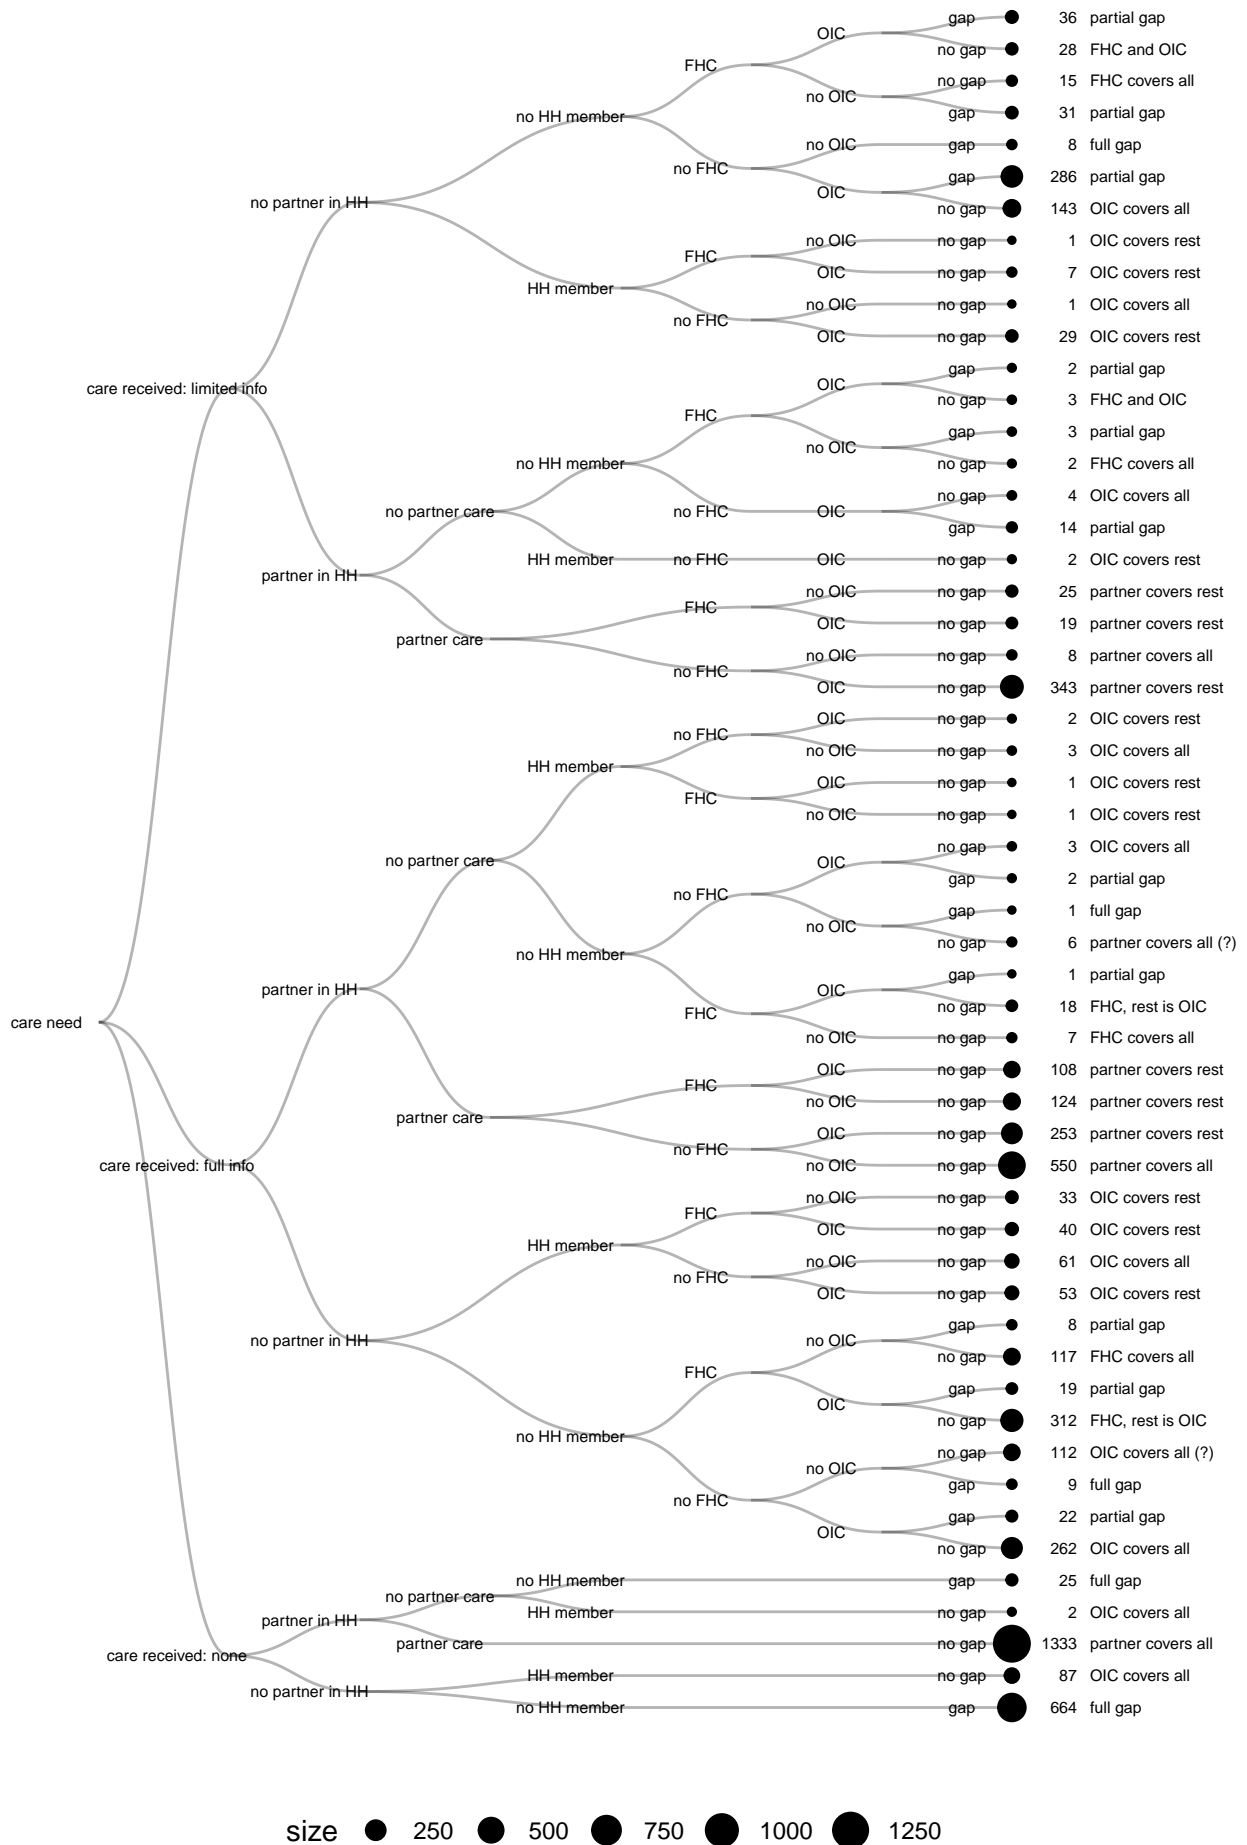 gap 36 partial gap
OIC
no gap 28 FHC and OIC
FHC
no gap 15 FHC covers all
no OIC
gap 31 partial gap
no HH member
no OIC gap 8 full gap
no FHC
gap 286 partial gap
OIC
no partner in HH
no gap 143 OIC covers all
no OIC no gap 1 OIC covers rest
FHC
OIC no gap 7 OIC covers rest
HH member
no OIC no gap 1 OIC covers all
no FHC
OIC no gap 29 OIC covers rest
gap 2 partial gap
OIC
care received: limited info
no gap 3 FHC and OIC
FHC
gap 3 partial gap
no OIC
no HH member
no gap 2 FHC covers all
no gap 4 OIC covers all
no partner care no FHC OIC
gap 14 partial gap
HH member no FHC OIC no gap 2 OIC covers rest
partner in HH
no OIC no gap 25 partner covers rest
FHC
OIC no gap 19 partner covers rest
partner care
no OIC no gap 8 partner covers all
no FHC
OIC no gap 343 partner covers rest
OIC no gap 2 OIC covers rest
no FHC
no OIC no gap 3 OIC covers all
HH member
OIC no gap 1 OIC covers rest
FHC
no OIC no gap 1 OIC covers rest
no gap 3 OIC covers all
no partner care OIC
gap 2 partial gap
no FHC
gap 1 full gap
no OIC
no gap 6 partner covers all (?)
no HH member
gap 1 partial gap
partner in HH OIC
no gap 18 FHC, rest is OIC
FHC
care need
no OIC no gap 7 FHC covers all
OIC no gap 108 partner covers rest
FHC
no OIC no gap 124 partner covers rest
partner care
OIC no gap 253 partner covers rest
no FHC
care received: full info no OIC no gap 550 partner covers all
no OIC no gap 33 OIC covers rest
FHC
OIC no gap 40 OIC covers rest
HH member
no OIC no gap 61 OIC covers all
no FHC
OIC no gap 53 OIC covers rest
gap 8 partial gap
no partner in HH no OIC
no gap 117 FHC covers all
FHC
gap 19 partial gap
OIC
no gap 312 FHC, rest is OIC
no HH member
no gap 112 OIC covers all (?)
no OIC
gap 9 full gap
no FHC
gap 22 partial gap
OIC
no gap 262 OIC covers all
no HH member gap 25 full gap
no partner care
HH member no gap 2 OIC covers all
partner in HH
partner care no gap 1333 partner covers all
care received: none
HH member no gap 87 OIC covers all
no partner in HH
no HH member gap 664 full gap
size 250 500 750 1000 1250